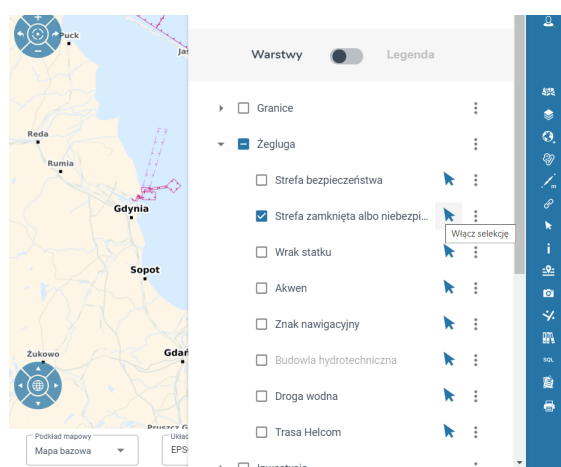 Puck
Jas
Reda
Rumia
Gdynia
Sopot
Żukowo
Gdań
Pruszcz G
Podkład mapowy
Mapa bazowa
Układ
EPS
Warstwy
Legenda
Granice
Żegluga
Strefa bezpieczeństwa
Strefa zamknięta albo niebezpi...
Włącz selekcję
Wrak statku
Akwen
Znak nawigacyjny
Budowla hydrotechniczna
Droga wodna
Trasa Helcom
Inwestycje
m
i
SQL